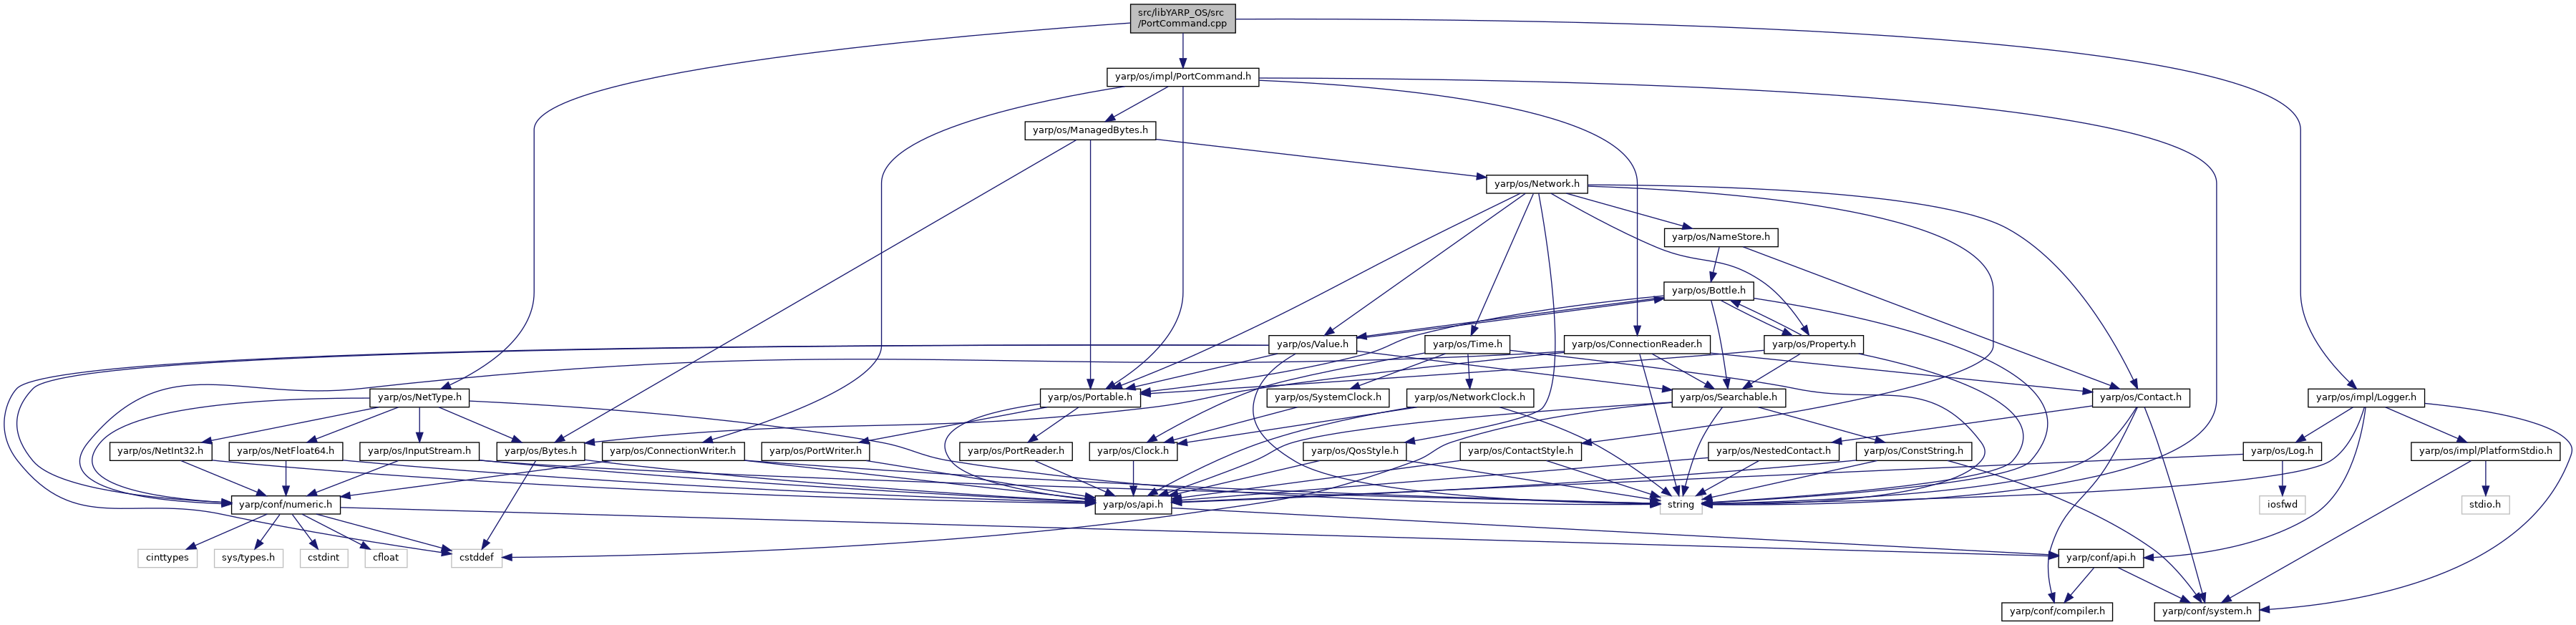 src/libYARP_OS/src
/PortCommand.cpp
yarp/os/impl/PortCommand.h
yarp/os/ManagedBytes.h
yarp/os/Network.h
yarp/os/NameStore.h
yarp/os/Bottle.h
yarp/os/Value.h
yarp/os/Time.h
yarp/os/ConnectionReader.h
yarp/os/Property.h
yarp/os/NetType.h
yarp/os/Portable.h
yarp/os/SystemClock.h
yarp/os/NetworkClock.h
yarp/os/Searchable.h
yarp/os/Contact.h
yarp/os/impl/Logger.h
yarp/os/NetInt32.h
yarp/os/NetFloat64.h
yarp/os/InputStream.h
yarp/os/Bytes.h
yarp/os/ConnectionWriter.h
yarp/os/PortWriter.h
yarp/os/PortReader.h
yarp/os/Clock.h
yarp/os/QosStyle.h
yarp/os/ContactStyle.h
yarp/os/NestedContact.h
yarp/os/ConstString.h
yarp/os/Log.h
yarp/os/impl/PlatformStdio.h
yarp/conf/numeric.h
yarp/os/api.h
string
iosfwd
stdio.h
cinttypes
sys/types.h
cstdint
cfloat
cstddef
yarp/conf/api.h
yarp/conf/compiler.h
yarp/conf/system.h